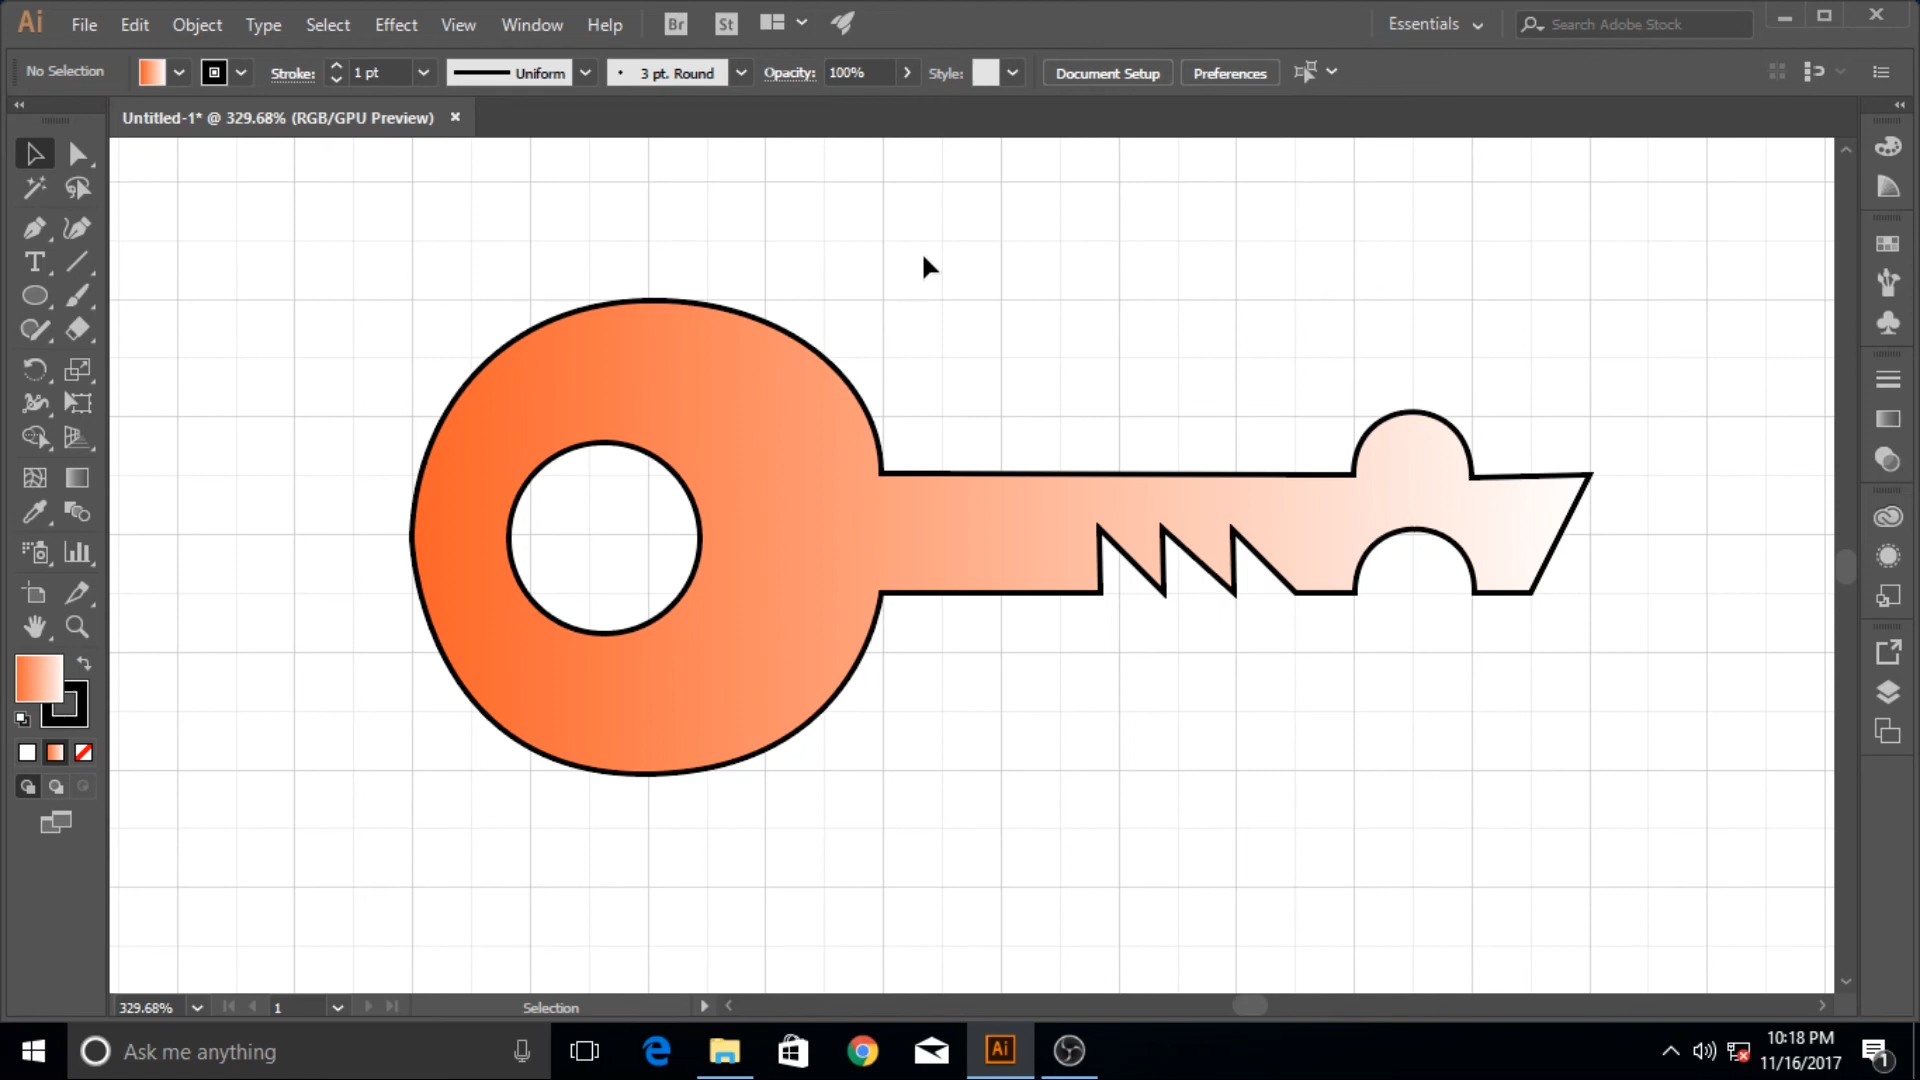 Ai File Edit Object Type Select Effect View Window Help Br St Essentials Search Adobe Stock
No Selection Stroke: 1 pt Uniform 3 pt. Round Opacity: 100% Style: Document Setup Preferences
Untitled-1* @ 329.68% (RGB/GPU Preview)
T
329.68% 1 Selection
Ask me anything Ai 10:18 PM
11/16/2017 1